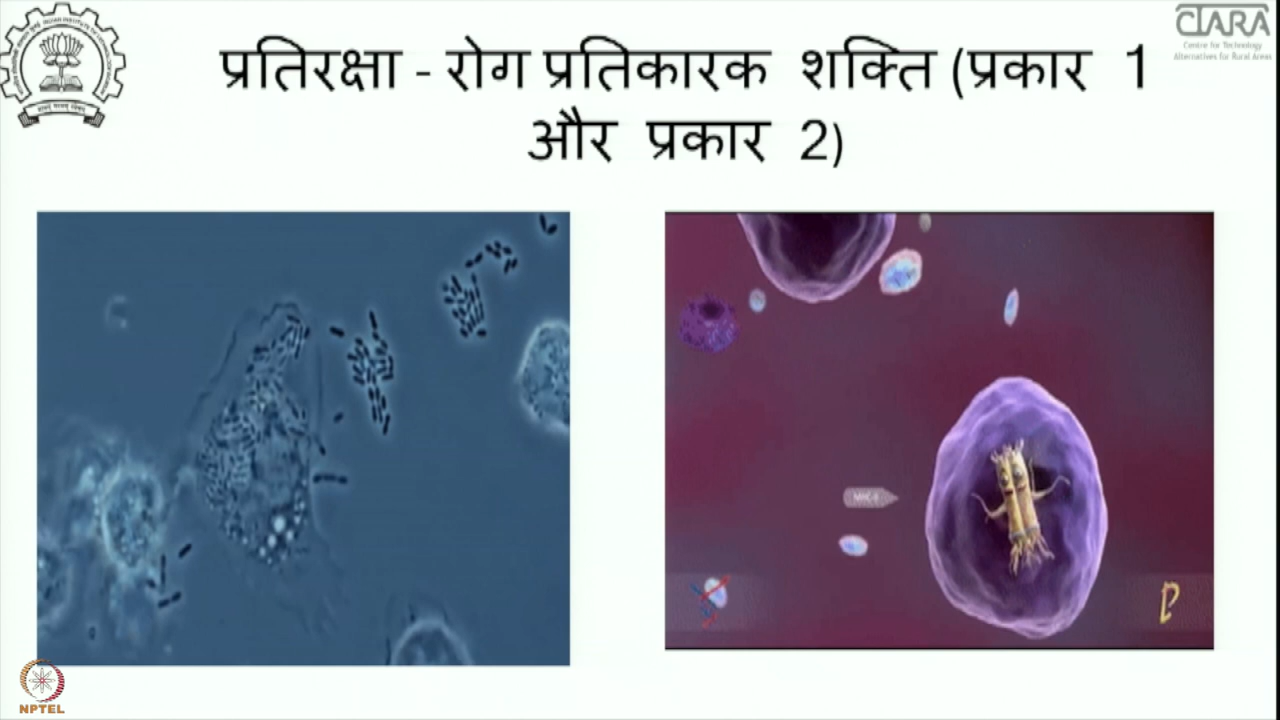 CTARA
Centre for Technology
Alternatives for Rural Areas
प्रतिरक्षा - रोग प्रतिकारक शक्ति (प्रकार 1
और प्रकार 2)
NPTEL